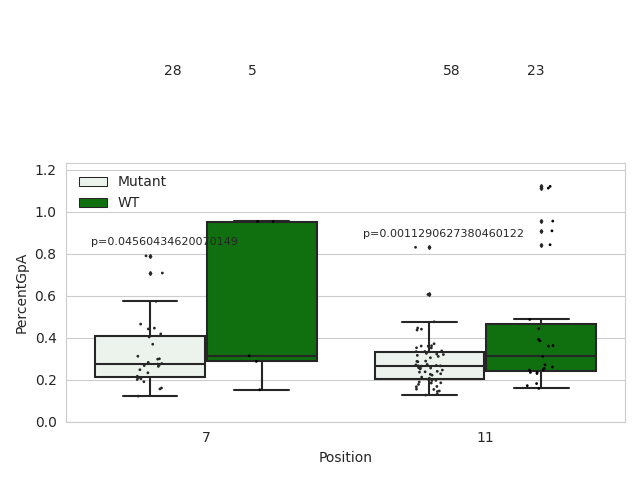 28 5 58 23
1.2
Mutant
WT
1.0
p=0.0011290627380460122
p=0.04560434620070149
0.8
0.6
0.4
0.2
0.0
PercentGpA
7 11
Position